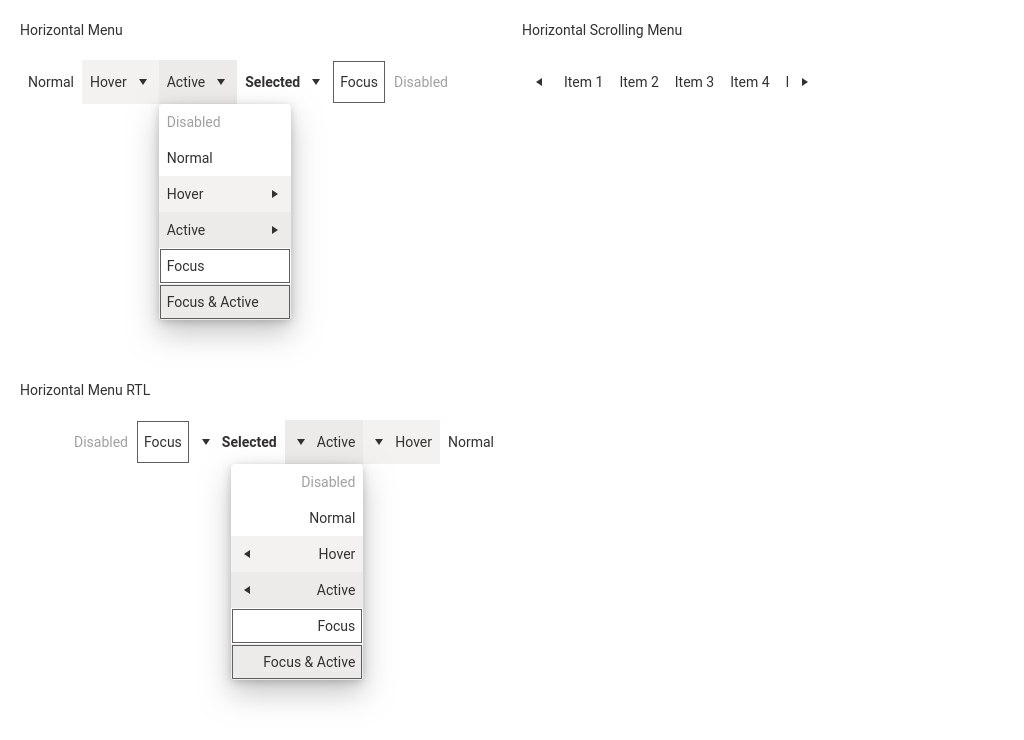 Horizontal Menu
Normal Hover Active Selected Focus Disabled
Disabled
Normal
Hover
Active
Focus
Focus & Active
Horizontal Scrolling Menu
Item 1 Item 2 Item 3 Item 4 I
Horizontal Menu RTL
Disabled Focus Selected Active Hover Normal
Disabled
Normal
Hover
Active
Focus
Focus & Active